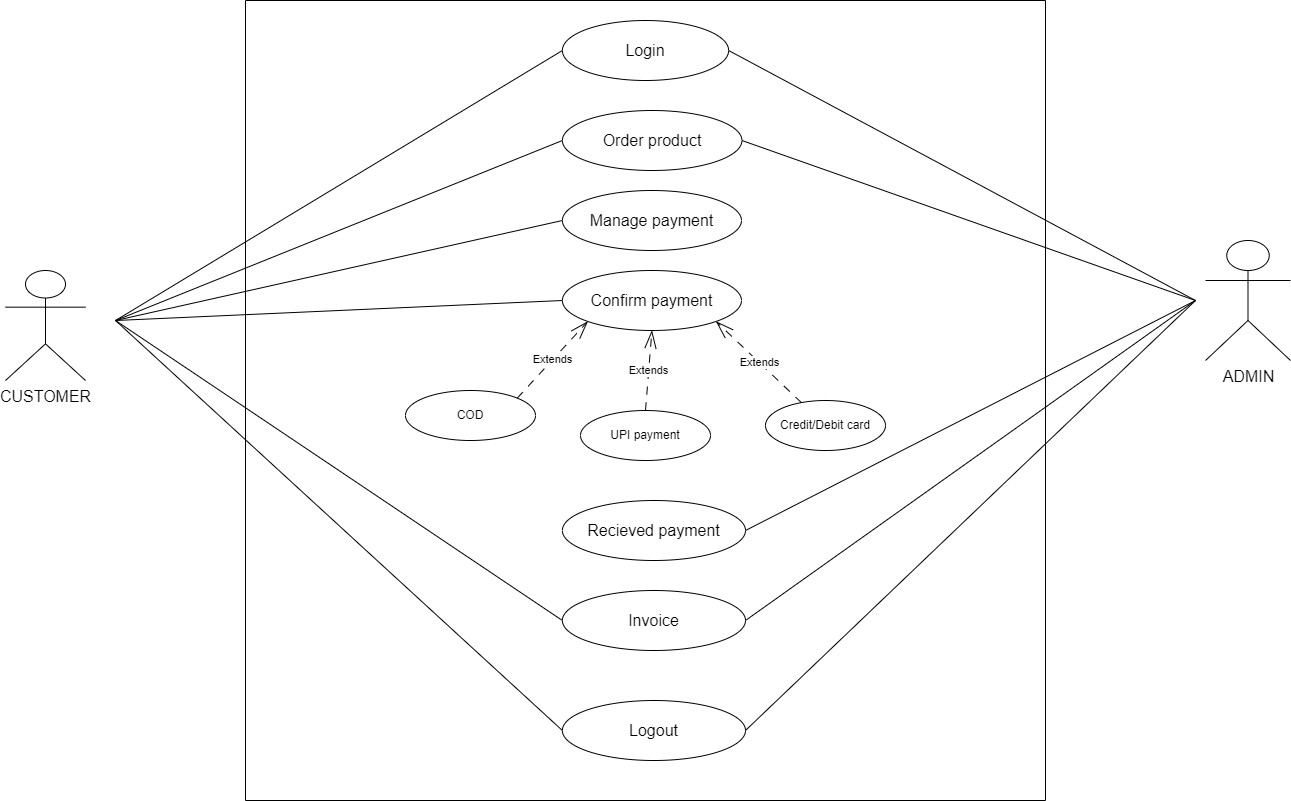 Login
Order product
Manage payment
Confirm payment
Extends
Extends
Extends
CUSTOMER
ADMIN
COD
UPI payment
Credit/Debit card
Recieved payment
Invoice
Logout